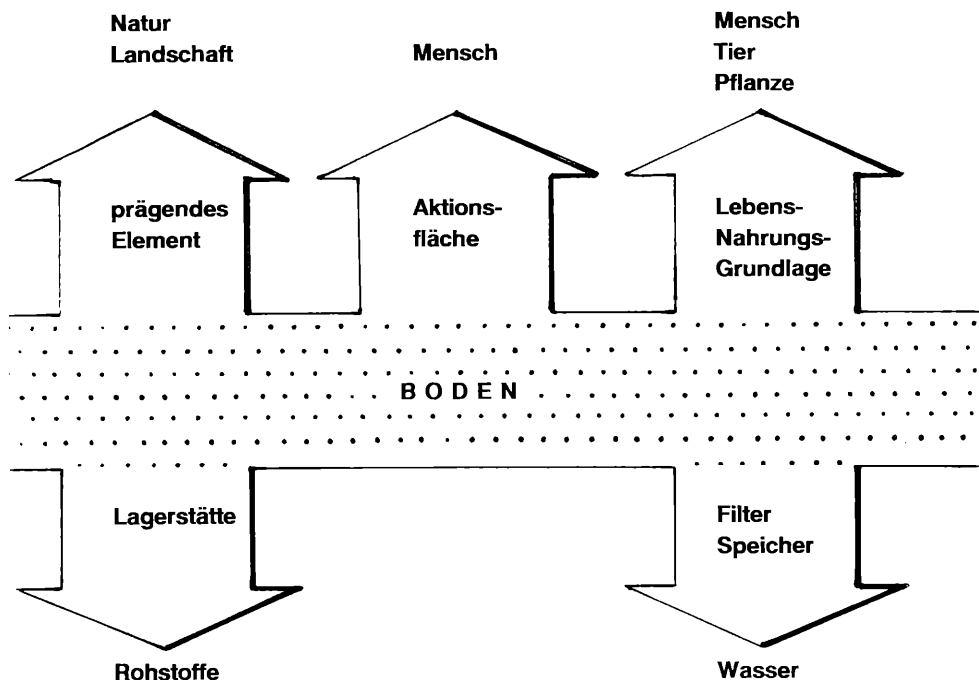 Natur
Landschaft
Mensch
Mensch
Tier
Pflanze
prägendes
Element
Aktions-
fläche
Lebens-
Nahrungs-
Grundlage
BODEN
Lagerstätte
Filter
Speicher
Rohstoffe
Wasser